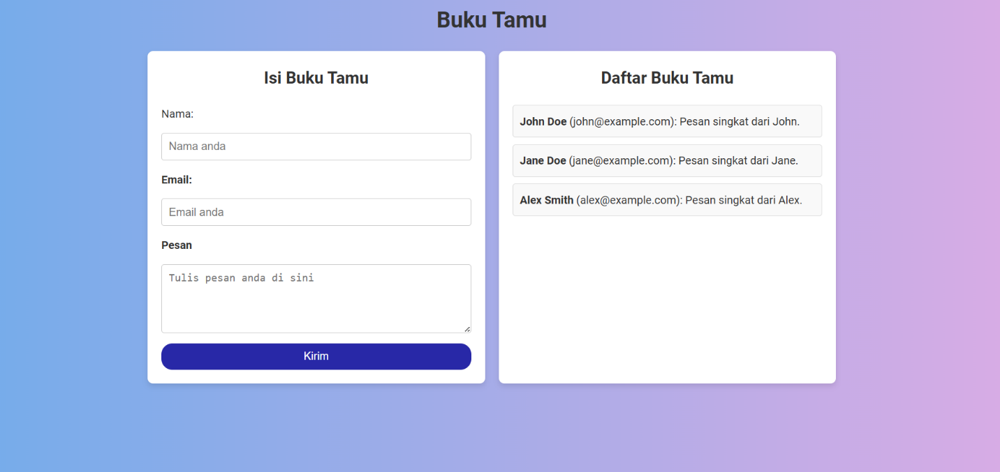 Buku Tamu
Isi Buku Tamu
Nama:
Nama anda
Email:
Email anda
Pesan
Tulis pesan anda di sini
Kirim
Daftar Buku Tamu
John Doe (john@example.com): Pesan singkat dari John.
Jane Doe (jane@example.com): Pesan singkat dari Jane.
Alex Smith (alex@example.com): Pesan singkat dari Alex.